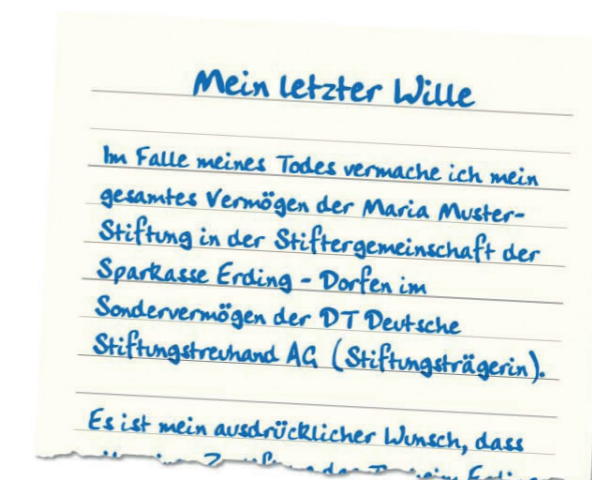 Mein letzter Wille
Im Falle meines Todes vermache ich mein
gesamtes Vermögen der Maria Muster-
Stiftung in der Stiftergemeinschaft der
Sparkasse Erding - Dorfen im
Sondervermögen der DT Deutsche
Stiftungstreuhand AG (Stiftungsträgerin).
Es ist mein ausdrücklicher Wunsch, dass